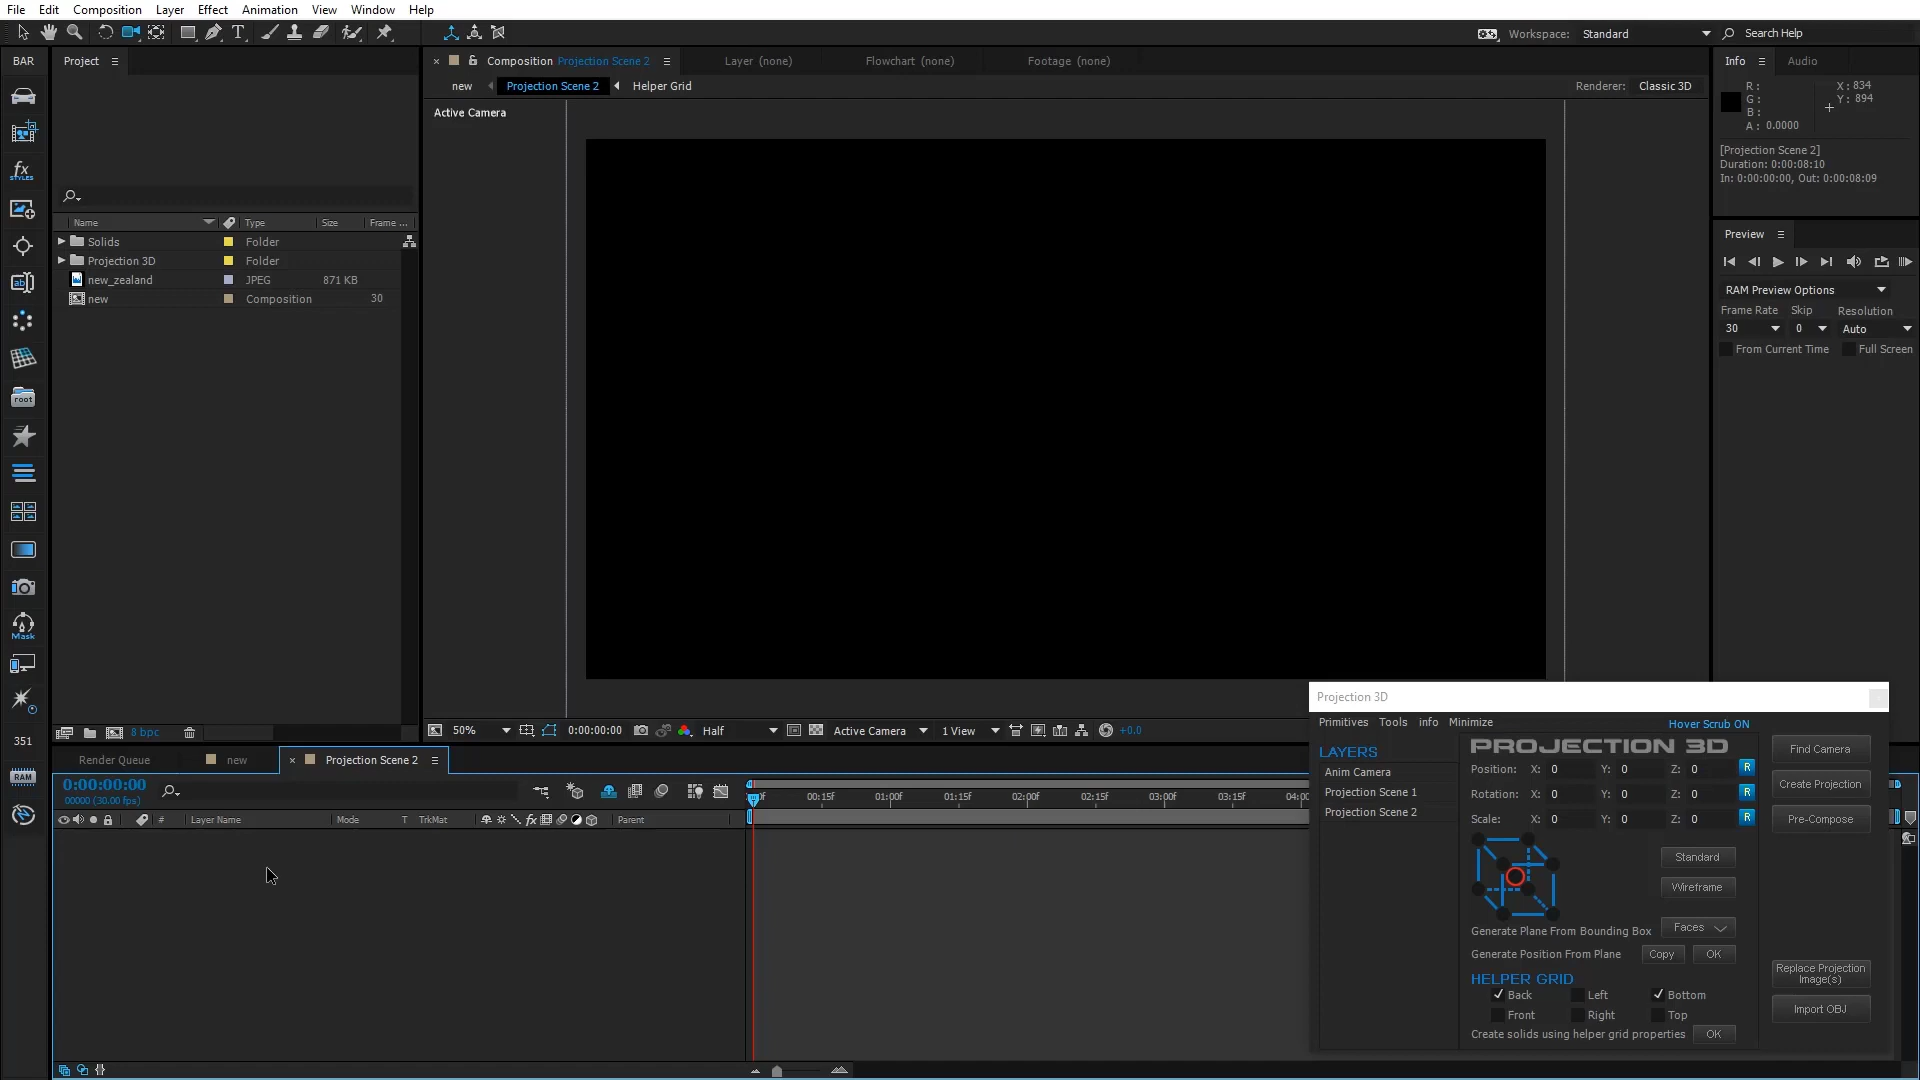 File Edit Composition Layer Effect Animation View Window Help
Workspace: Standard Search Help
BAR
Project
Composition Projection Scene 2 Layer (none) Flowchart (none) Footage (none)
new Projection Scene 2 Helper Grid
Renderer: Classic 3D
Active Camera
Info Audio
R : X : 834
G : Y : 894
B :
A : 0.0000
[Projection Scene 2]
Duration: 0:00:08:10
In: 0:00:00:00, Out: 0:00:08:09
fx
STYLES
Name Type Size Frame ...
Solids Folder
Projection 3D Folder
new_zealand JPEG 871 KB
new Composition 30
Preview
RAM Preview Options
Frame Rate Skip Resolution
30 0 Auto
From Current Time Full Screen
root
Mask
8 bpc
351
RAM
50% 0:00:00:00 Half Active Camera 1 View +0.0
Render Queue new Projection Scene 2
0:00:00:00
00000 (30.00 fps)
00:15f 01:00f 01:15f 02:00f 02:15f 03:00f 03:15f
# Layer Name Mode T TrkMat fx Parent
Projection 3D
Primitives Tools info Minimize Hover Scrub ON
PROJECTION 3D
LAYERS
Anim Camera
Projection Scene 1
Projection Scene 2
Position: X: 0 Y: 0 Z: 0 R
Rotation: X: 0 Y: 0 Z: 0 R
Scale: X: 0 Y: 0 Z: 0 R
Standard
Wireframe
Generate Plane From Bounding Box Faces
Generate Position From Plane Copy OK
HELPER GRID
Back Left Bottom
Front Right Top
Create solids using helper grid properties OK
Find Camera
Create Projection
Pre-Compose
Replace Projection
Image(s)
Import OBJ